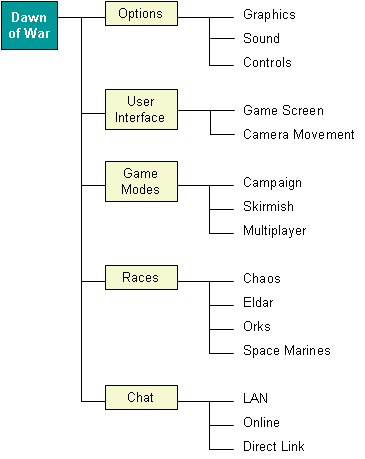 Dawn
of War
Options
Graphics
Sound
Controls
User
Interface
Game Screen
Camera Movement
Game
Modes
Campaign
Skirmish
Multiplayer
Races
Chaos
Eldar
Orks
Space Marines
Chat
LAN
Online
Direct Link